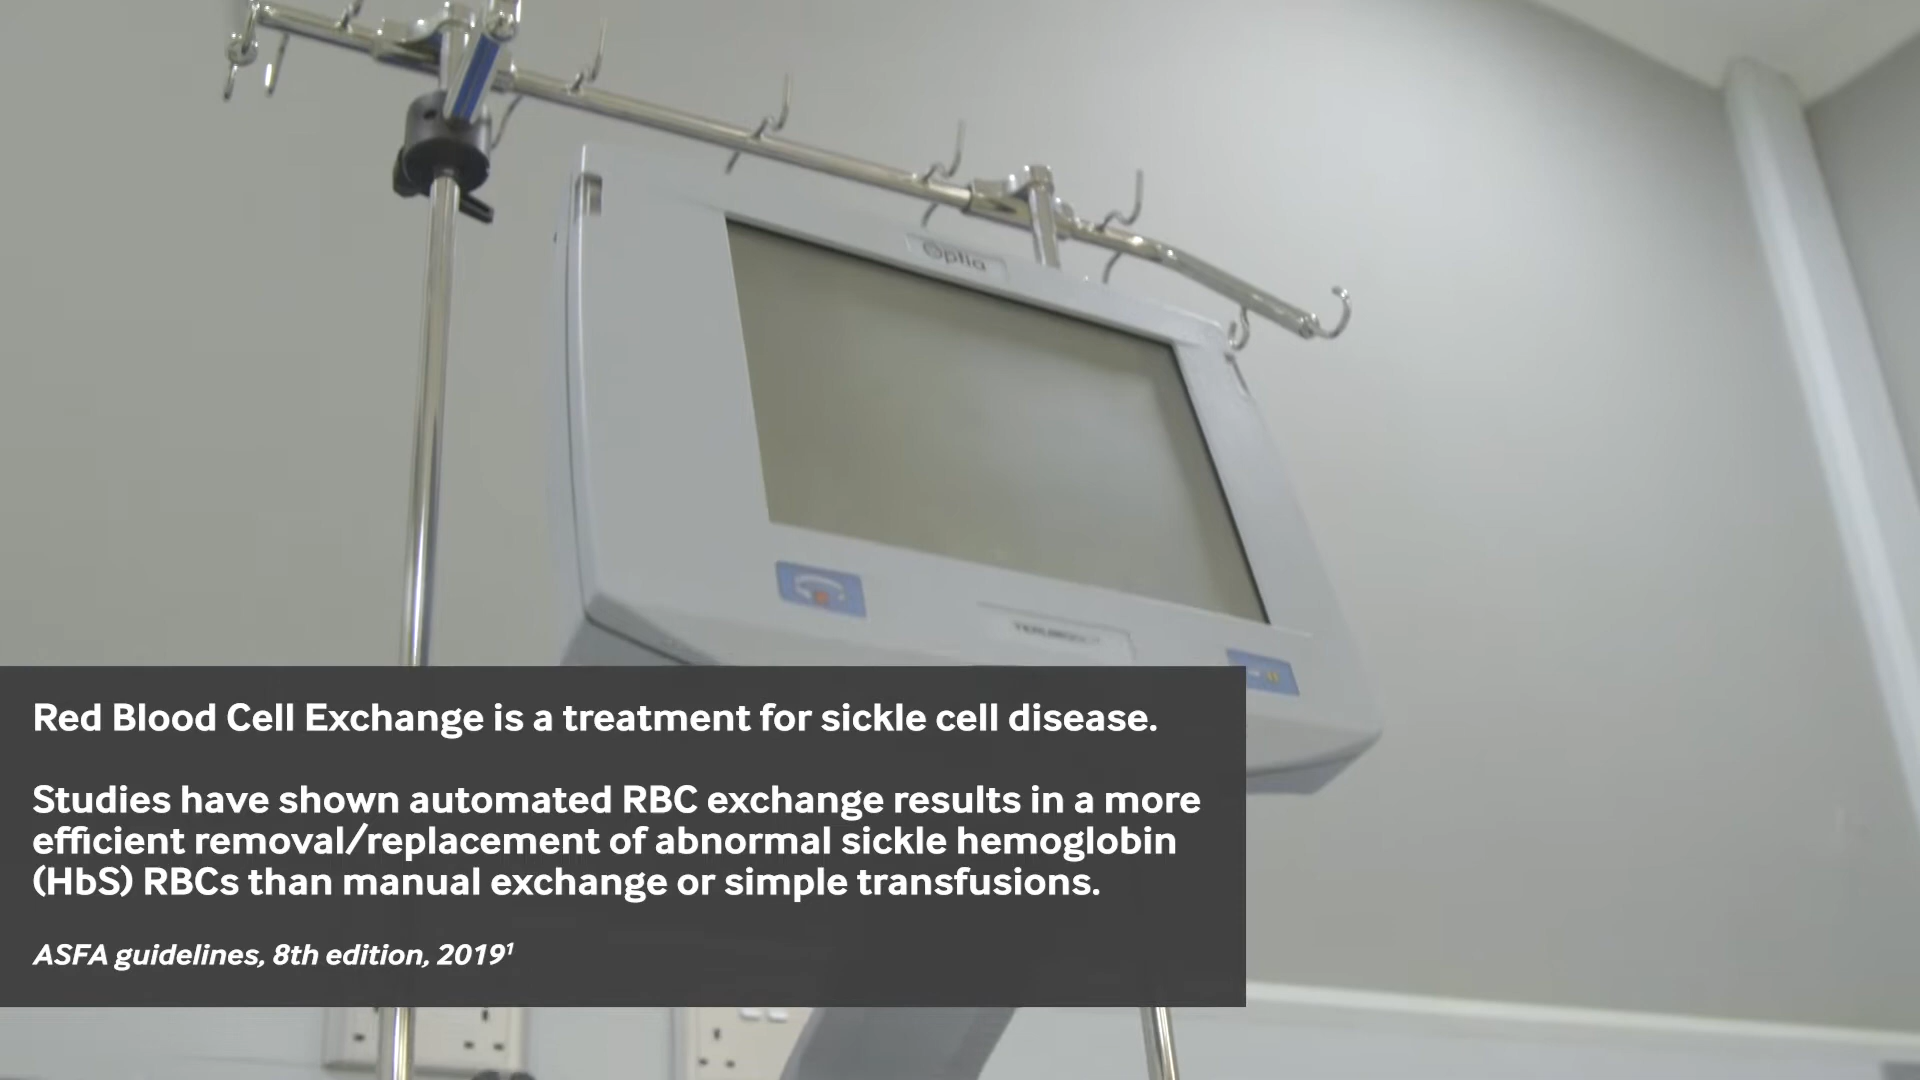 Optia
Red Blood Cell Exchange is a treatment for sickle cell disease.
Studies have shown automated RBC exchange results in a more
efficient removal/replacement of abnormal sickle hemoglobin
(HbS) RBCs than manual exchange or simple transfusions.
ASFA guidelines, 8th edition, 2019¹